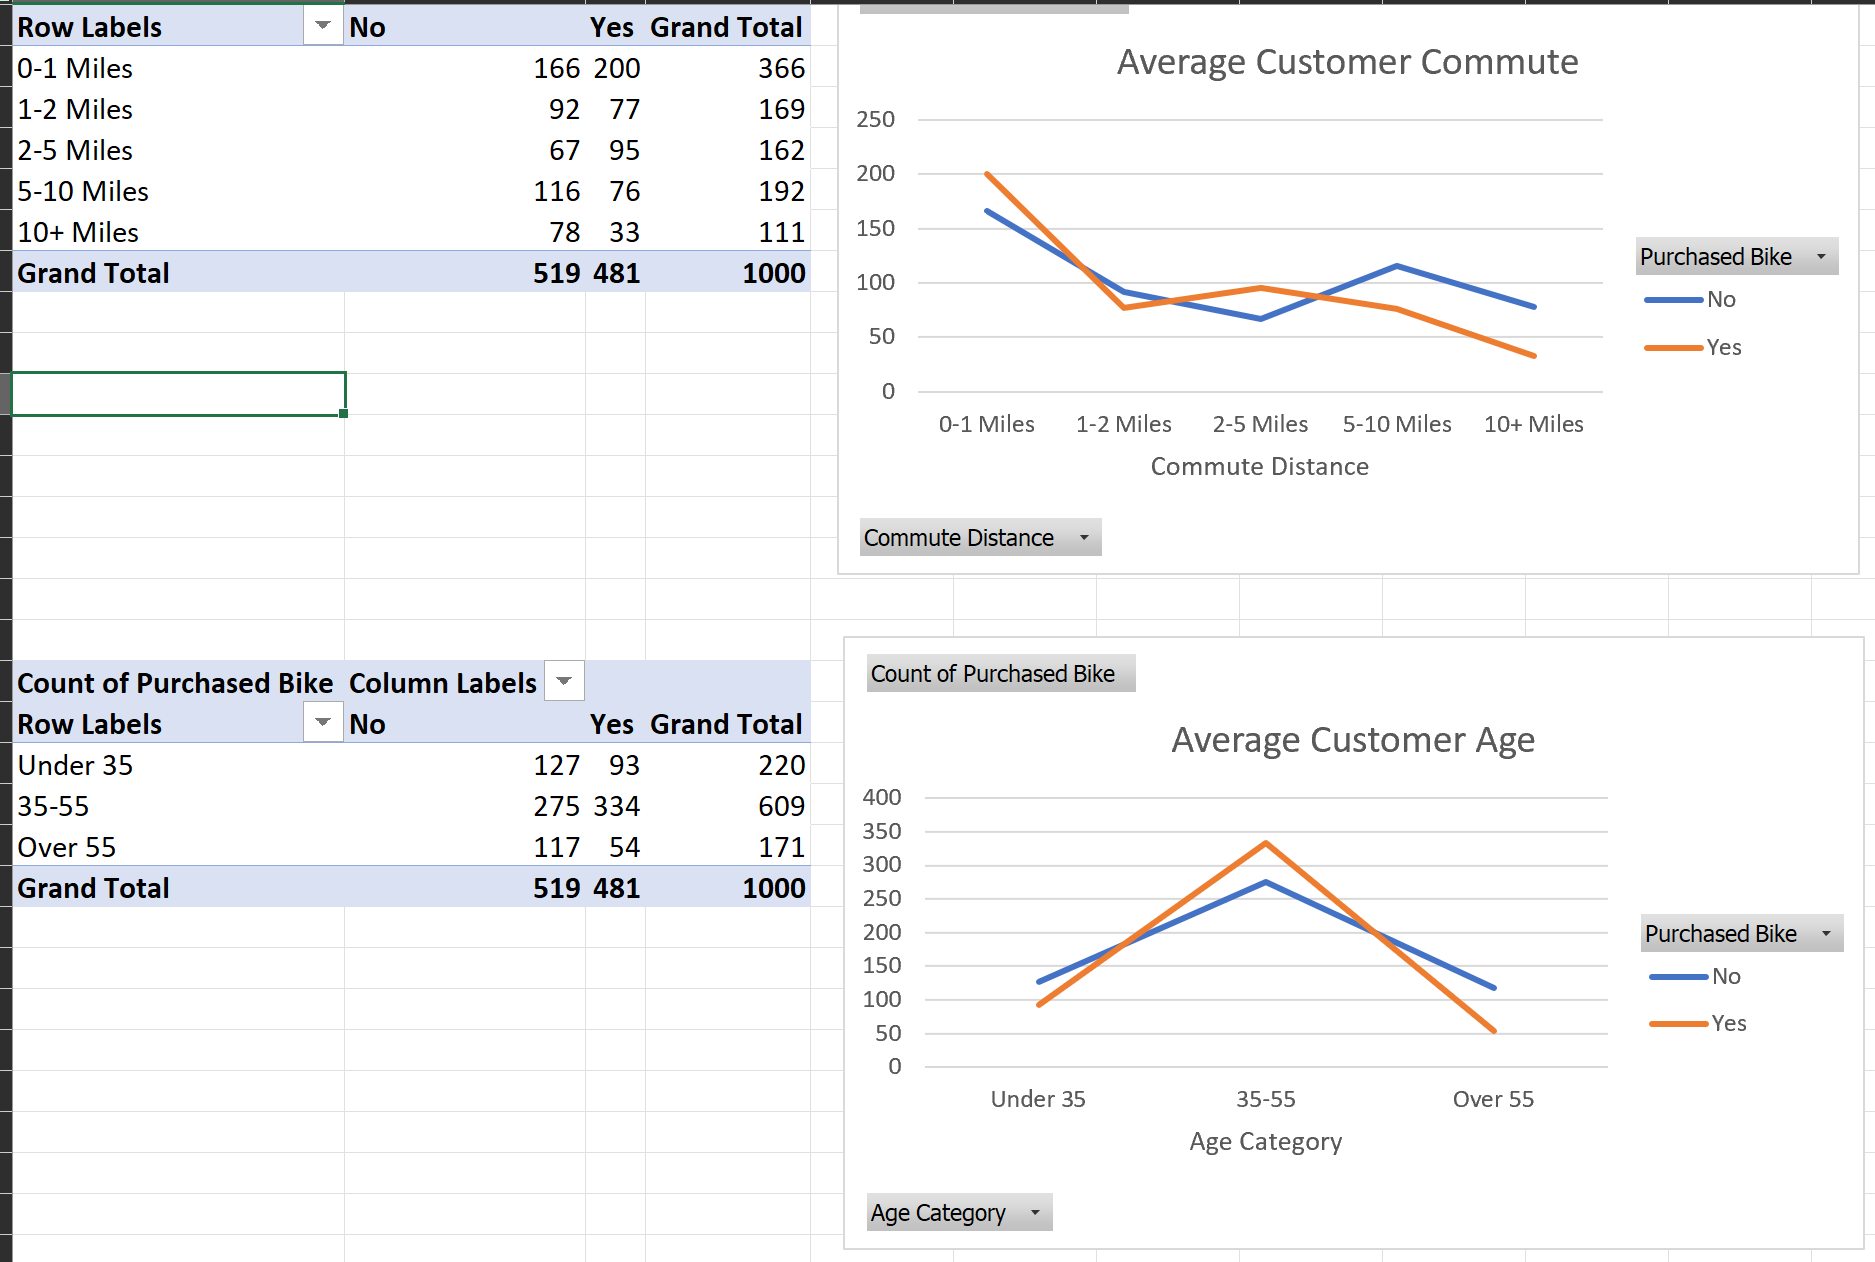 Row Labels No Yes Grand Total
0-1 Miles 166 200 366
1-2 Miles 92 77 169
2-5 Miles 67 95 162
5-10 Miles 116 76 192
10+ Miles 78 33 111
Grand Total 519 481 1000
Average Customer Commute
250
200
150
100
50
0
0-1 Miles 1-2 Miles 2-5 Miles 5-10 Miles 10+ Miles
Commute Distance
Purchased Bike
No
Yes
Commute Distance
Count of Purchased Bike Column Labels
Row Labels No Yes Grand Total
Under 35 127 93 220
35-55 275 334 609
Over 55 117 54 171
Grand Total 519 481 1000
Count of Purchased Bike
Average Customer Age
400
350
300
250
200
150
100
50
0
Under 35 35-55 Over 55
Age Category
Purchased Bike
No
Yes
Age Category